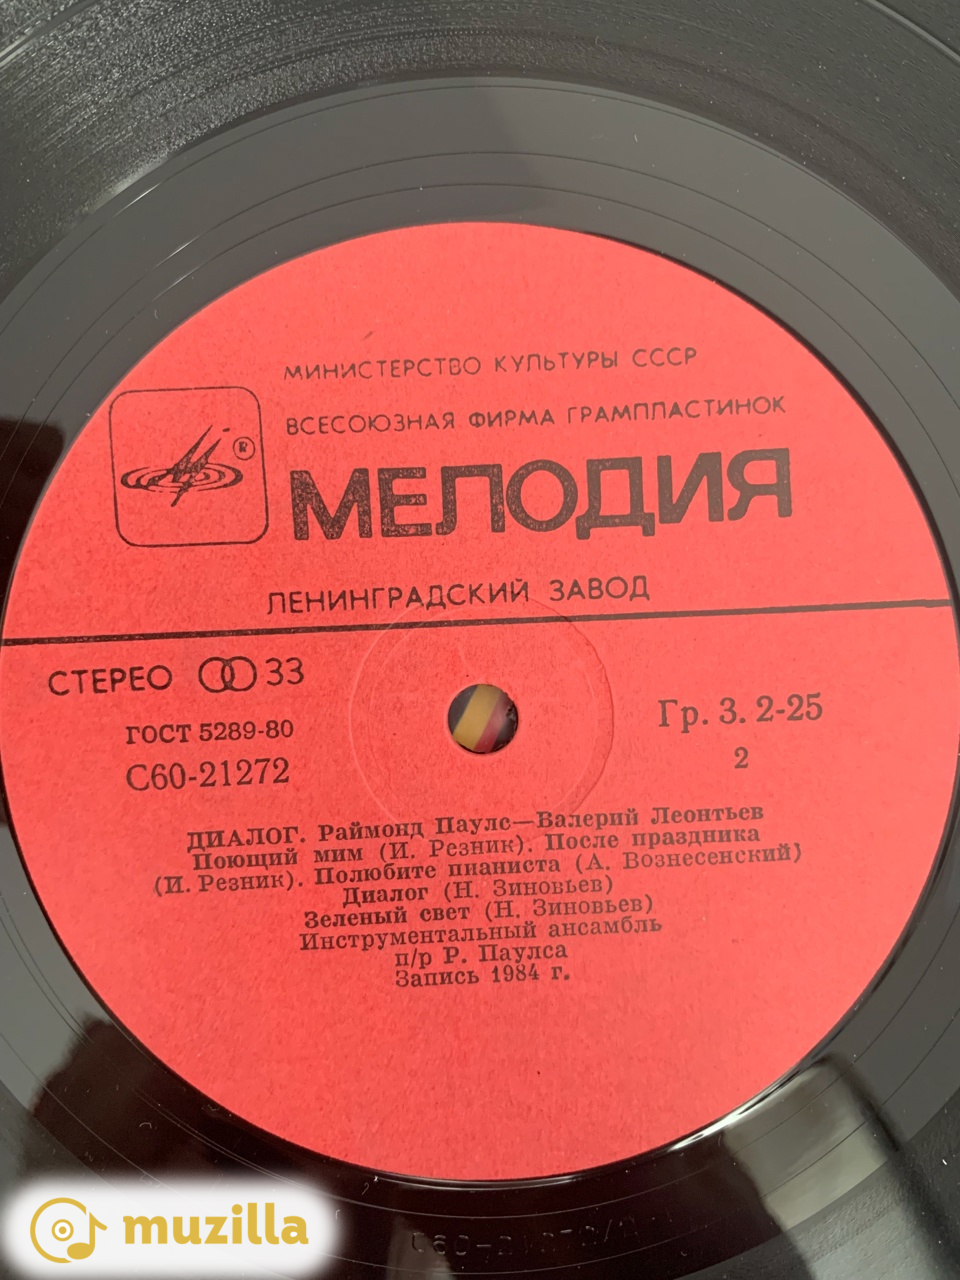 МИНИСТЕРСТВО КУЛЬТУРЫ СССР
ВСЕСОЮЗНАЯ ФИРМА ГРАМПЛАСТИНОК
®
МЕЛОДИЯ
ЛЕНИНГРАДСКИЙ ЗАВОД
СТЕРЕО 33
ГОСТ 5289-80
С60-21272
Гр. 3. 2-25
2
ДИАЛОГ. Раймонд Паулс—Валерий Леонтьев
Поющий мим (И. Резник). После праздника
(И. Резник). Полюбите пианиста (А. Вознесенский)
Диалог (Н. Зиновьев)
Зеленый свет (Н. Зиновьев)
Инструментальный ансамбль
п/р Р. Паулса
Запись 1984 г.
muzilla